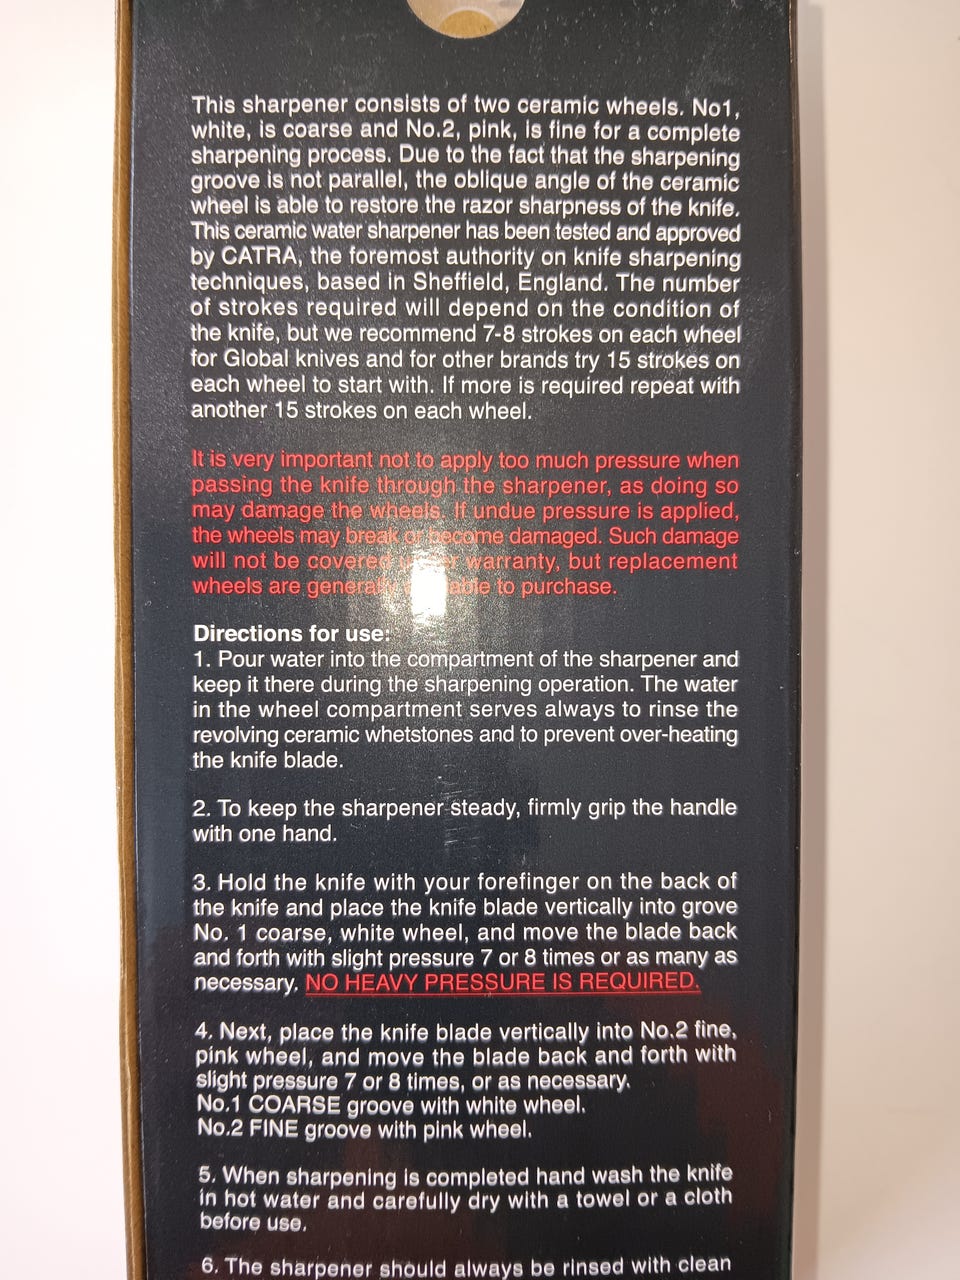 This sharpener consists of two ceramic wheels. No1,
white, is coarse and No.2, pink, is fine for a complete
sharpening process. Due to the fact that the sharpening
groove is not parallel, the oblique angle of the ceramic
wheel is able to restore the razor sharpness of the knife.
This ceramic water sharpener has been tested and approved
by CATRA, the foremost authority on knife sharpening
techniques, based in Sheffield, England. The number
of strokes required will depend on the condition of
the knife, but we recommend 7-8 strokes on each wheel
for Global knives and for other brands try 15 strokes on
each wheel to start with. If more is required repeat with
another 15 strokes on each wheel.
It is very important not to apply too much pressure when
passing the knife through the sharpener, as doing so
may damage the wheels. If undue pressure is applied,
the wheels may break or become damaged. Such damage
will not be covered warranty, but replacement
wheels are to purchase.
Directions for use:
1. Pour water into the compartment of the sharpener and
keep it there during the sharpening operation. The water
in the wheel compartment serves always to rinse the
revolving ceramic whetstones and to prevent over-heating
the knife blade.
2. To keep the sharpener steady, firmly grip the handle
with one hand.
3. Hold the knife with your forefinger on the back of
the knife and place the knife blade vertically into grove
No. 1 coarse, white wheel, and move the blade back
and forth with slight pressure 7 or 8 times or as many as
necessary. NO HEAVY PRESSURE IS REQUIRED.
4. Next, place the knife blade vertically into No.2 fine,
pink wheel, and move the blade back and forth with
slight pressure 7 or 8 times, or as necessary.
No.1 COARSE groove with white wheel.
No.2 FINE groove with pink wheel.
5. When sharpening is completed hand wash the knife
in hot water and carefully dry with a towel or a cloth
before use.
6. The sharpener should always be rinsed with clean